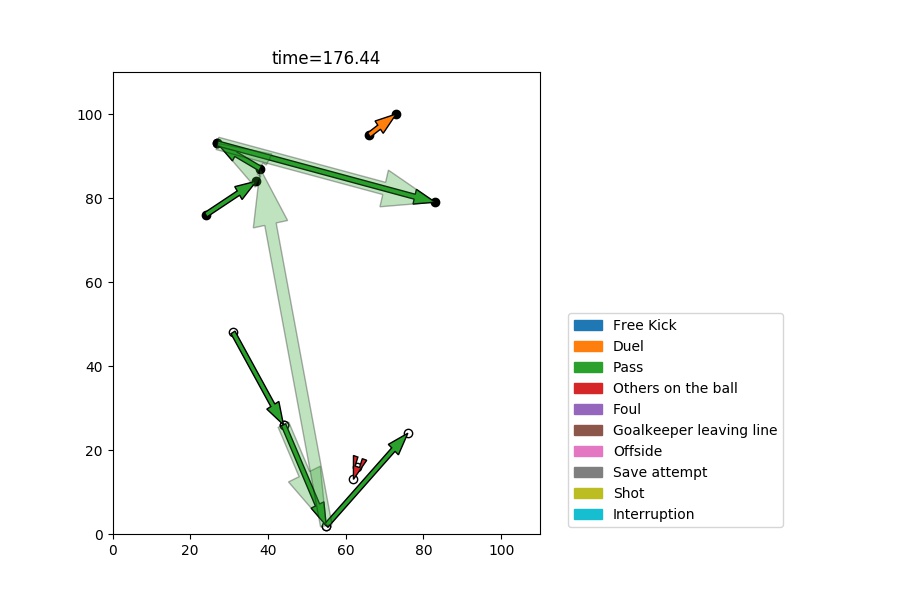 time=176.44
100
80
60
40
20
0
0 20 40 60 80 100
Free Kick
Duel
Pass
Others on the ball
Foul
Goalkeeper leaving line
Offside
Save attempt
Shot
Interruption